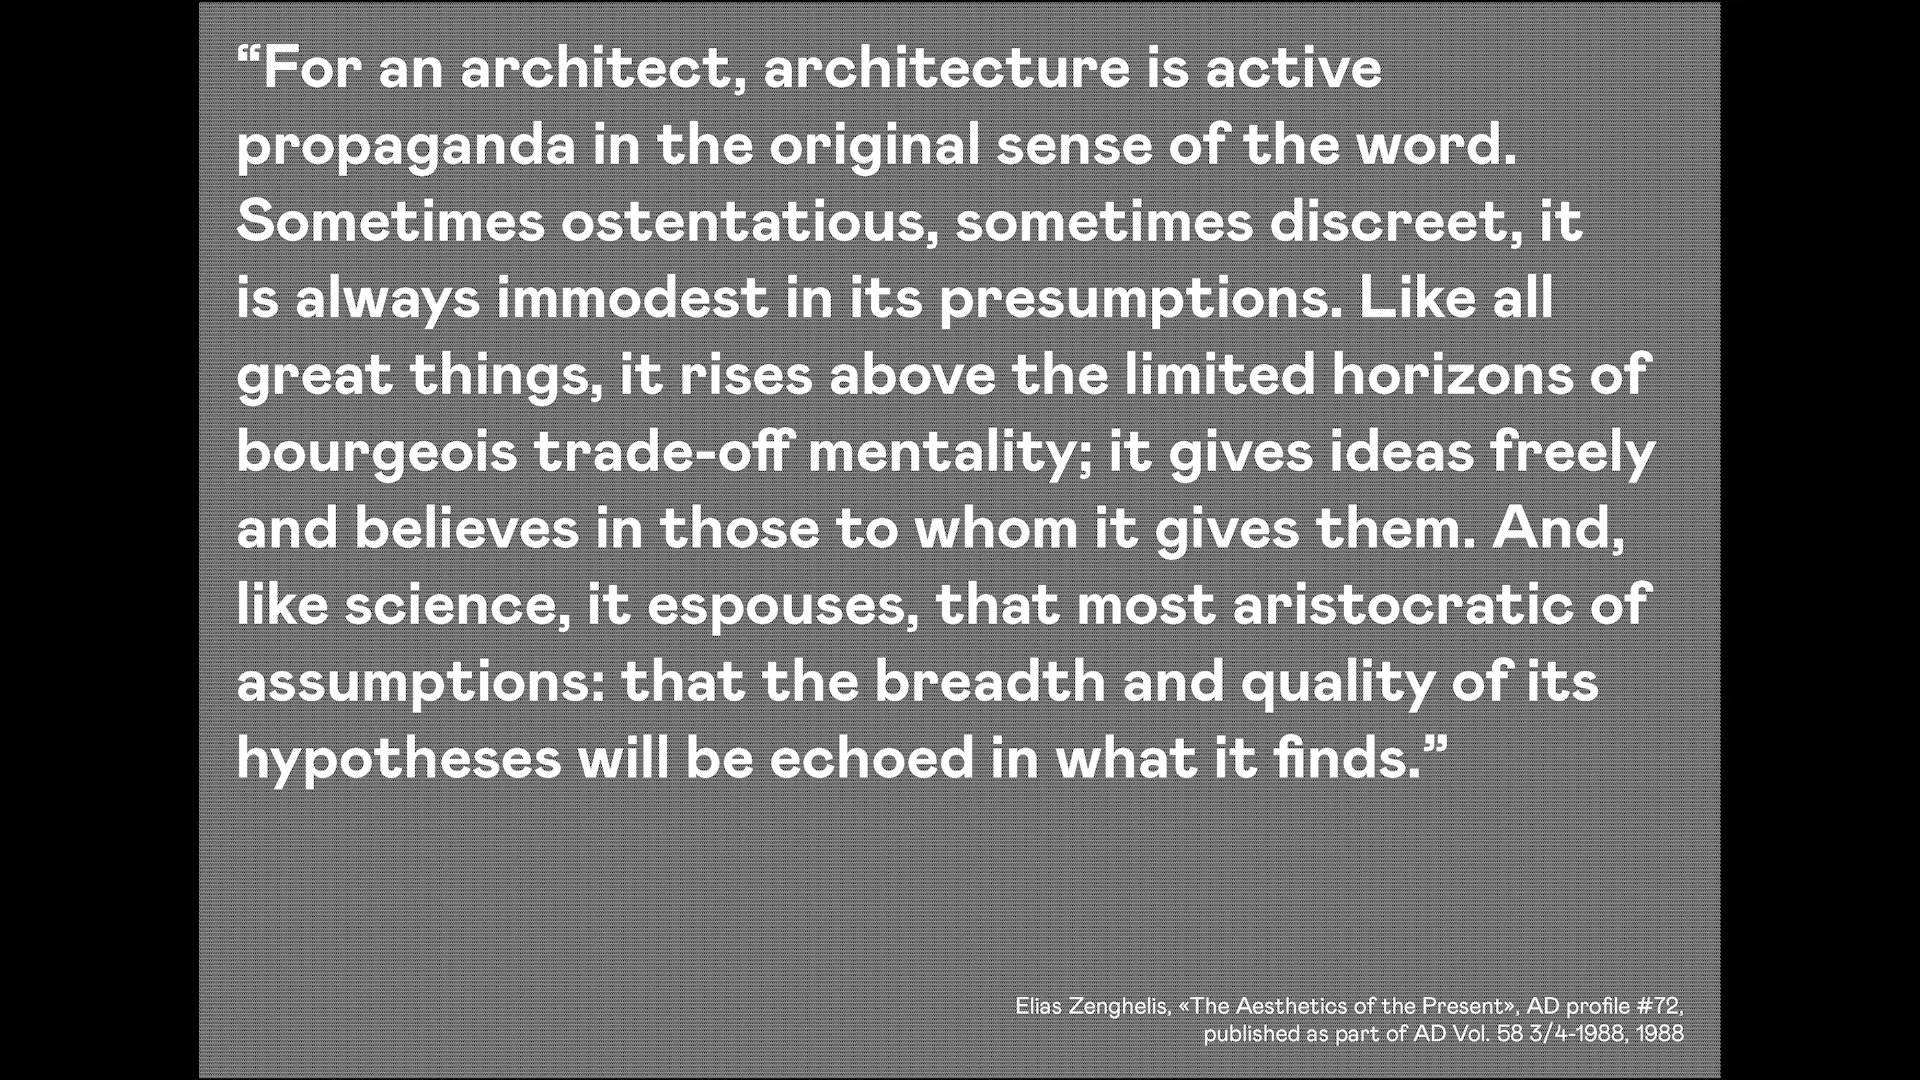 “For an architect, architecture is active
propaganda in the original sense of the word.
Sometimes ostentatious, sometimes discreet, it
is always immodest in its presumptions. Like all
great things, it rises above the limited horizons of
bourgeois trade-off mentality; it gives ideas freely
and believes in those to whom it gives them. And,
like science, it espouses, that most aristocratic of
assumptions: that the breadth and quality of its
hypotheses will be echoed in what it finds.”
Elias Zenghelis, «The Aesthetics of the Present», AD profile #72,
published as part of AD Vol. 58 3/4-1988, 1988